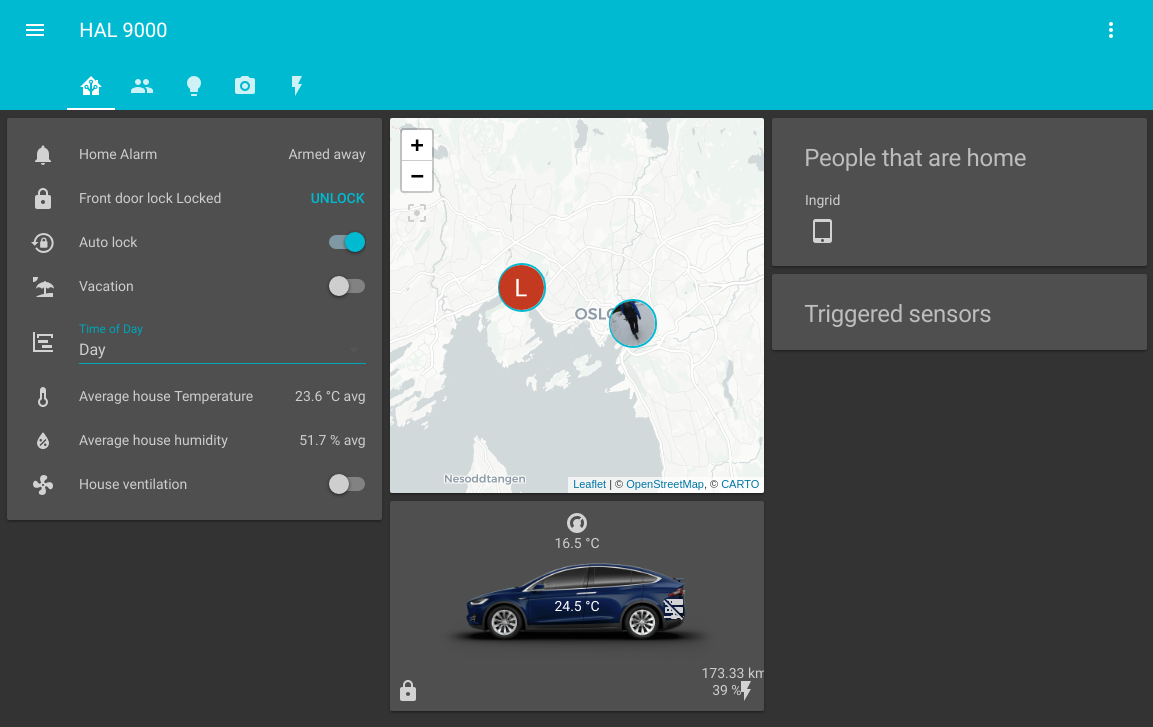 HAL 9000
Home Alarm Armed away
Front door lock Locked UNLOCK
Auto lock
Vacation
Time of Day
Day
Average house Temperature 23.6 °C avg
Average house humidity 51.7 % avg
House ventilation
+
−
L
OSLO
Nesoddtangen
Leaflet | © OpenStreetMap, © CARTO
16.5 °C
24.5 °C
173.33 km
39 %
People that are home
Ingrid
Triggered sensors